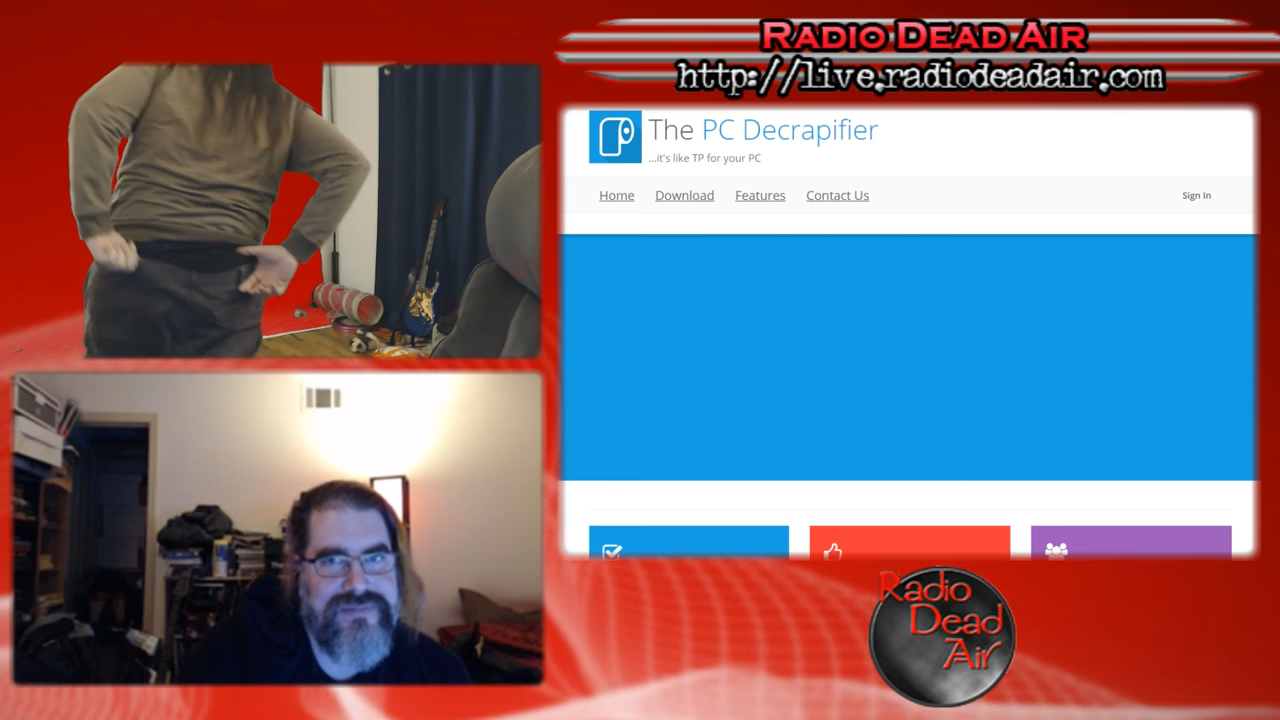 Radio Dead Air
http://live.radiodeadair.com
The PC Decrapifier
...it's like TP for your PC
Home Download Features Contact Us Sign In
Radio
Dead
Air